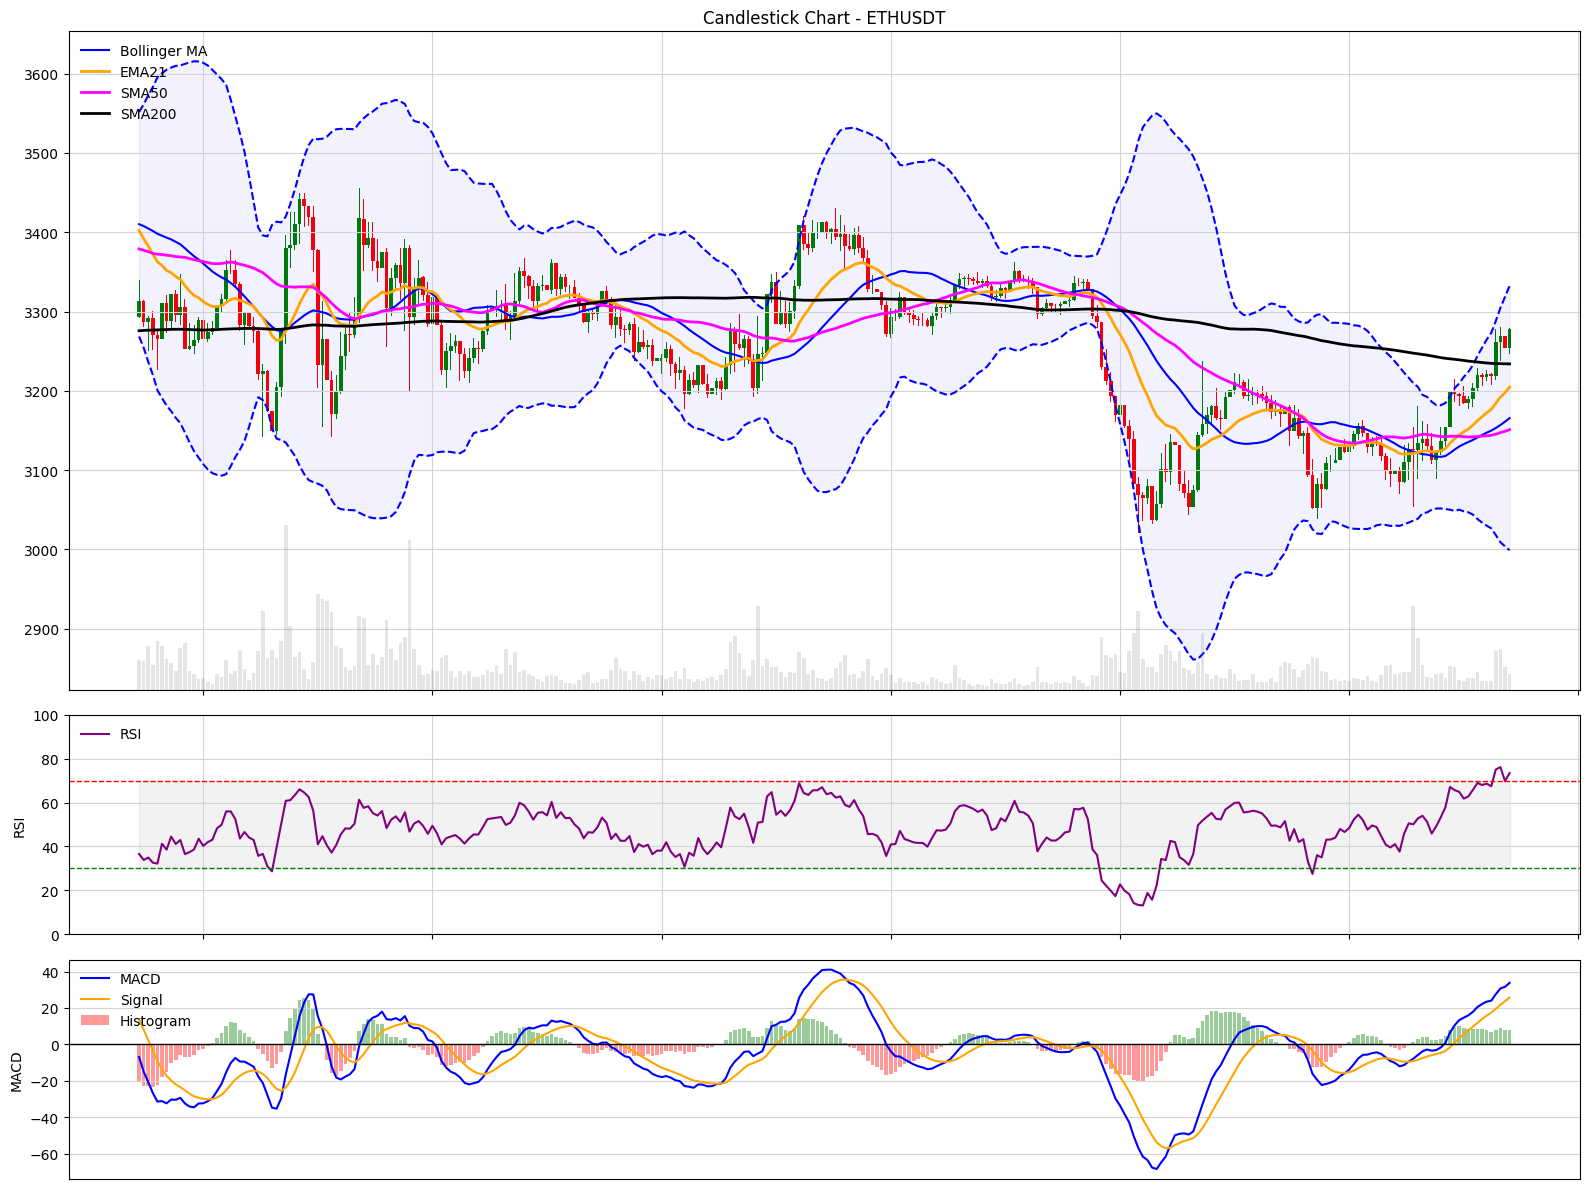 Candlestick Chart - ETHUSDT
Bollinger MA
EMA21
SMA50
SMA200
3600
3500
3400
3300
3200
3100
3000
2900
RSI
100
80
60
40
20
0
RSI
MACD
Signal
Histogram
40
20
0
−20
−40
−60
MACD